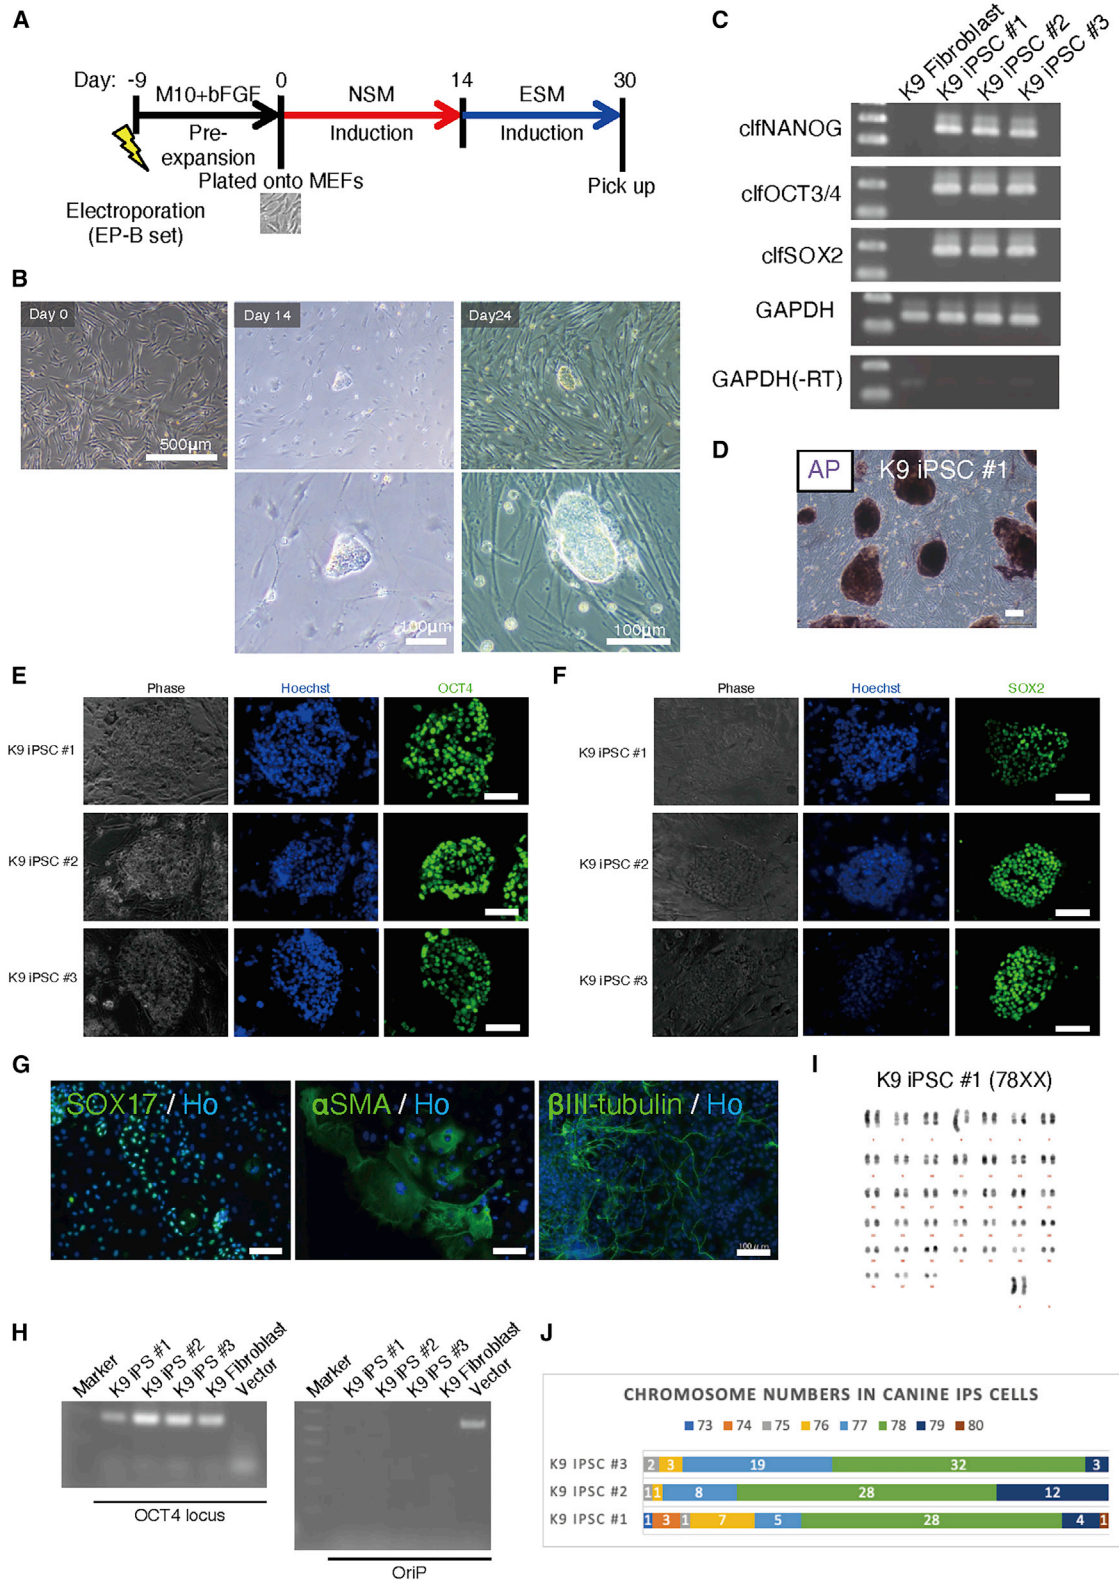 A
Day: -9 0 14 30
M10+bFGF NSM ESM
Pre-
expansion
Induction Induction
Plated onto MEFs
Pick up
Electroporation
(EP-B set)
B
Day 0
500μm
Day 14
Day24
100μm
100μm
C
K9 Fibroblast
K9 iPSC #1
K9 iPSC #2
K9 iPSC #3
clfNANOG
clfOCT3/4
clfSOX2
GAPDH
GAPDH(-RT)
D
AP
K9 iPSC #1
E
Phase Hoechst OCT4
K9 iPSC #1
K9 iPSC #2
K9 iPSC #3
F
Phase Hoechst SOX2
K9 iPSC #1
K9 iPSC #2
K9 iPSC #3
G
SOX17 / Ho
αSMA / Ho
βIII-tubulin / Ho
100μm
H
Marker
K9 iPS #1
K9 iPS #2
K9 iPS #3
K9 Fibroblast
Vector
OCT4 locus
Marker
K9 iPS #1
K9 iPS #2
K9 iPS #3
K9 Fibroblast
Vector
OriP
I
K9 iPSC #1 (78XX)
J
CHROMOSOME NUMBERS IN CANINE IPS CELLS
73 74 75 76 77 78 79 80
K9 IPSC #3 2 3 19 32 3
K9 IPSC #2 1 1 8 28 12
K9 IPSC #1 1 3 1 7 5 28 4 1